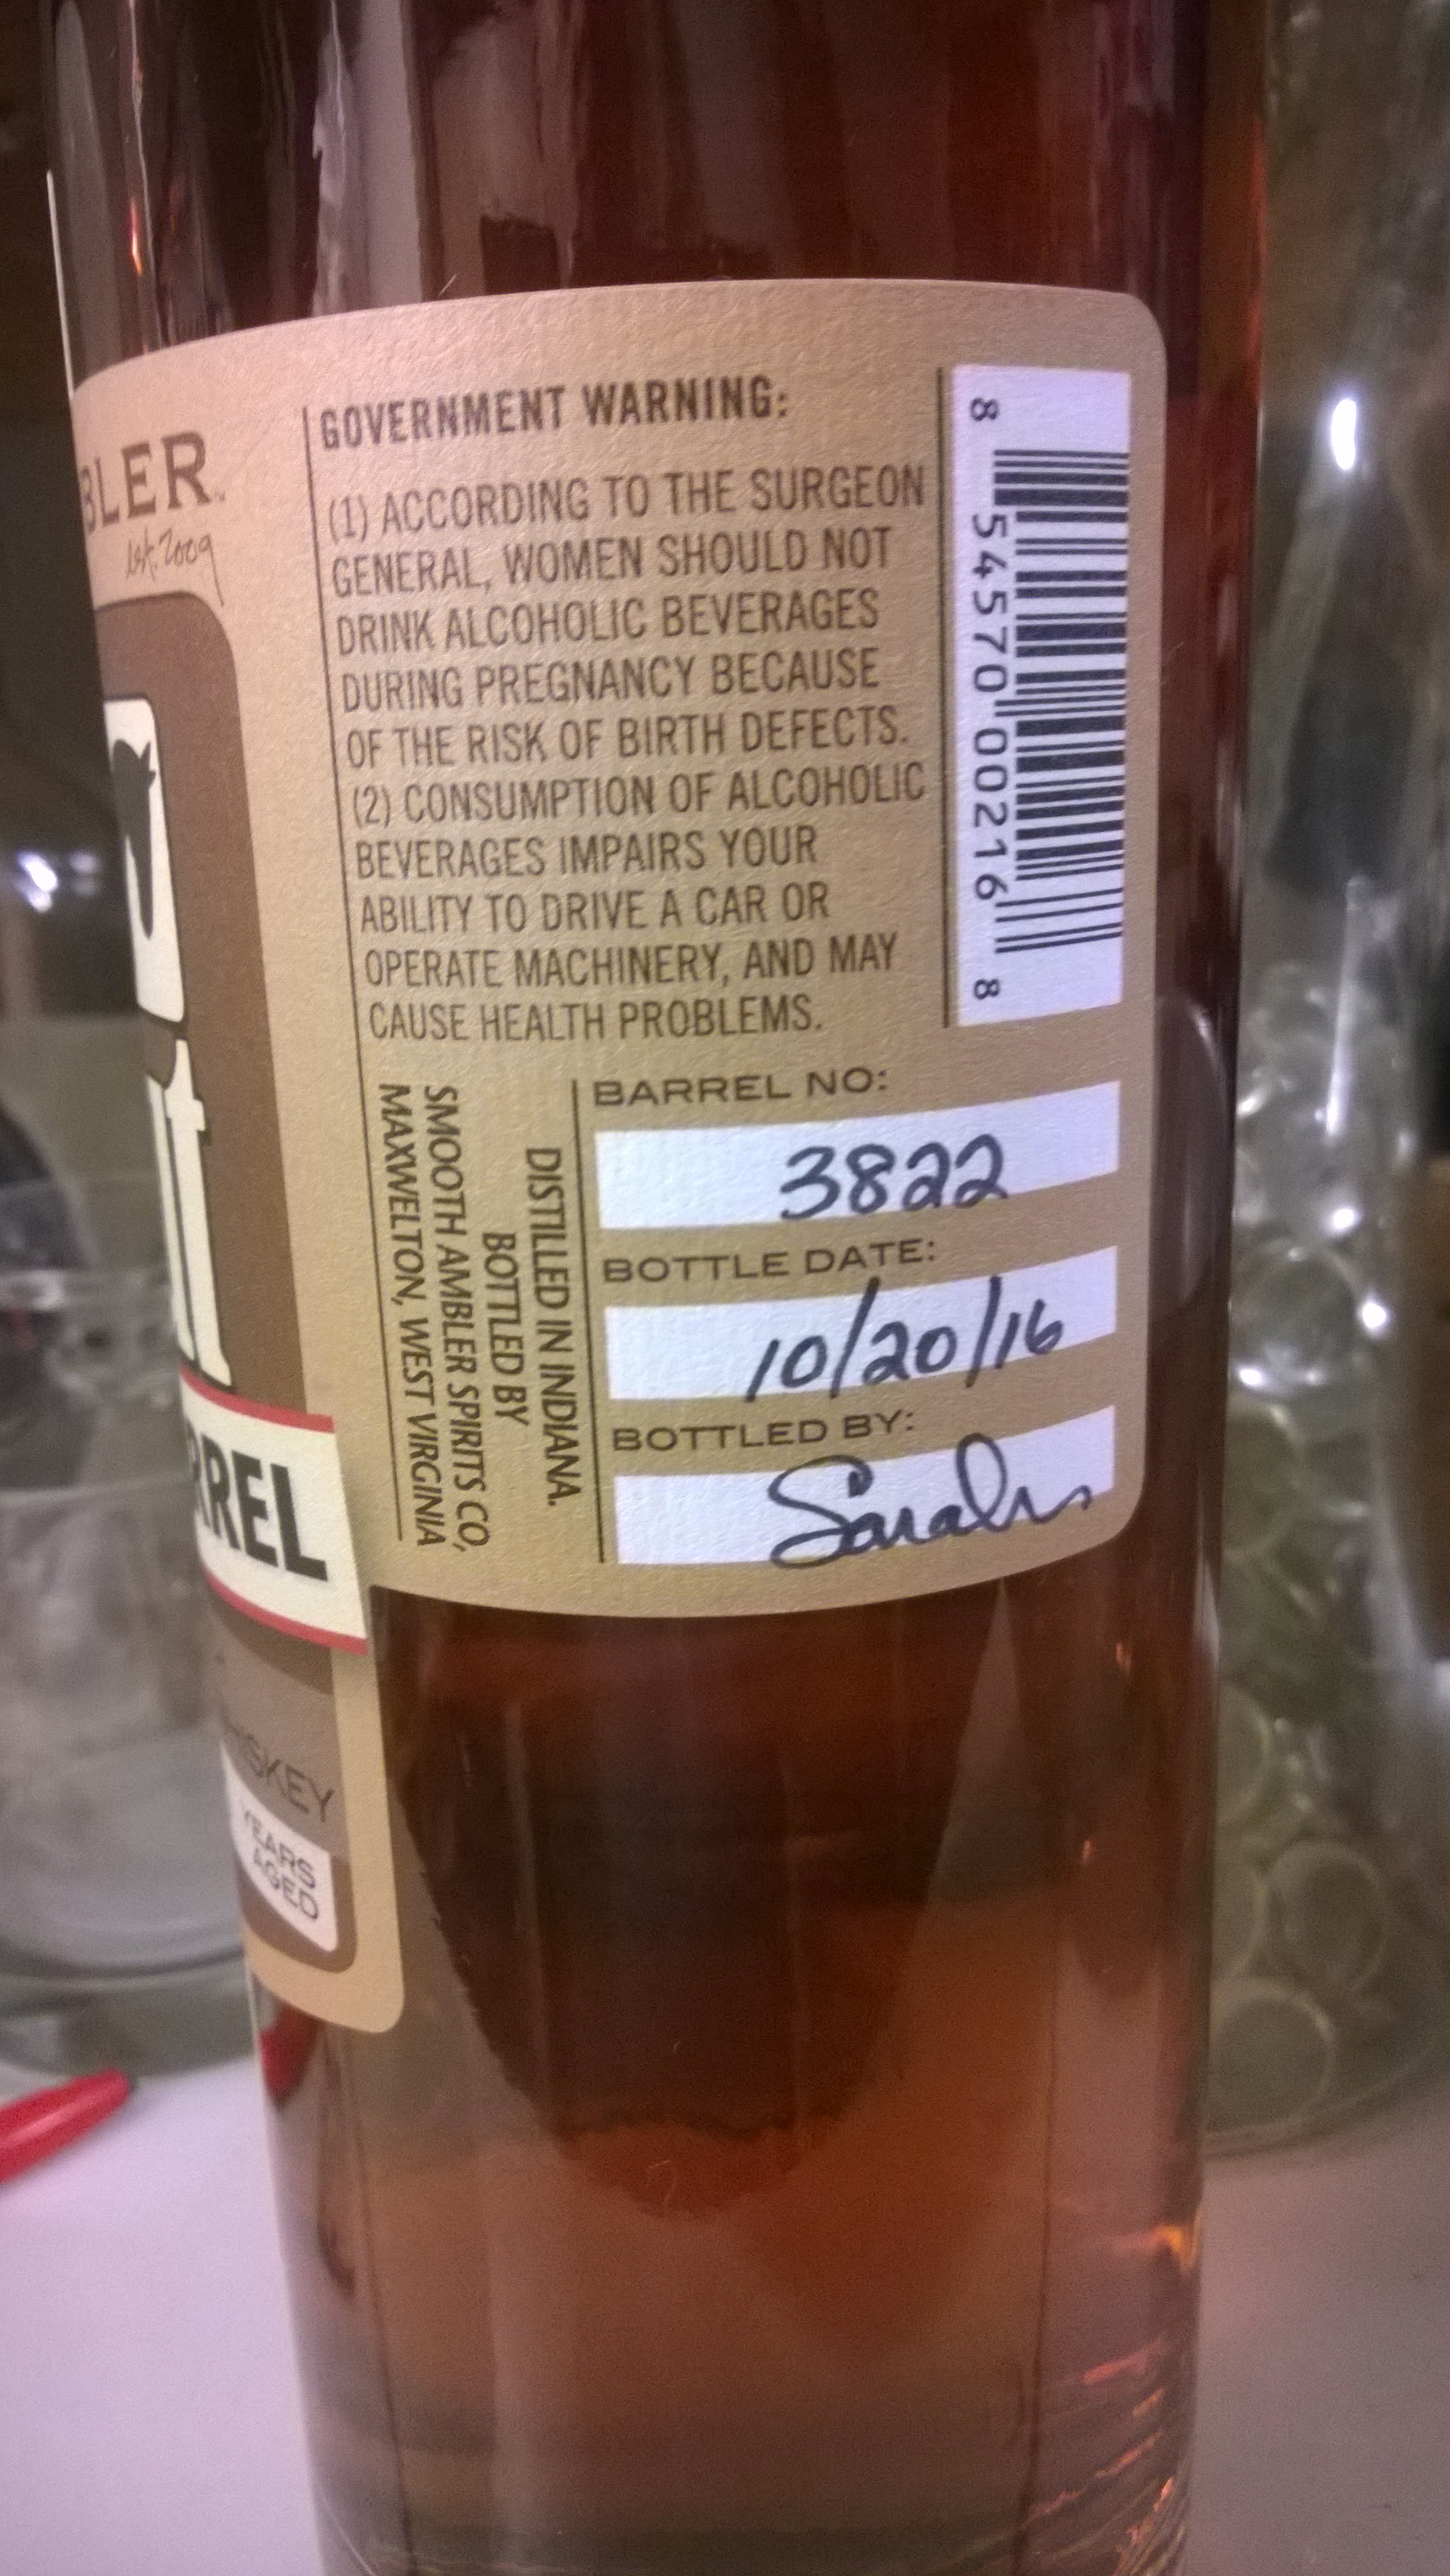 BLER
est. 2009
it
RREL
HISKEY
YEARS
AGED
GOVERNMENT WARNING:
(1) ACCORDING TO THE SURGEON
GENERAL, WOMEN SHOULD NOT
DRINK ALCOHOLIC BEVERAGES
DURING PREGNANCY BECAUSE
OF THE RISK OF BIRTH DEFECTS.
(2) CONSUMPTION OF ALCOHOLIC
BEVERAGES IMPAIRS YOUR
ABILITY TO DRIVE A CAR OR
OPERATE MACHINERY, AND MAY
CAUSE HEALTH PROBLEMS.
8 54570 00216 8
DISTILLED IN INDIANA.
BOTTLED BY
SMOOTH AMBLER SPIRITS CO,
MAXWELTON, WEST VIRGINIA
BARREL NO:
3822
BOTTLE DATE:
10/20/16
BOTTLED BY:
Sarah